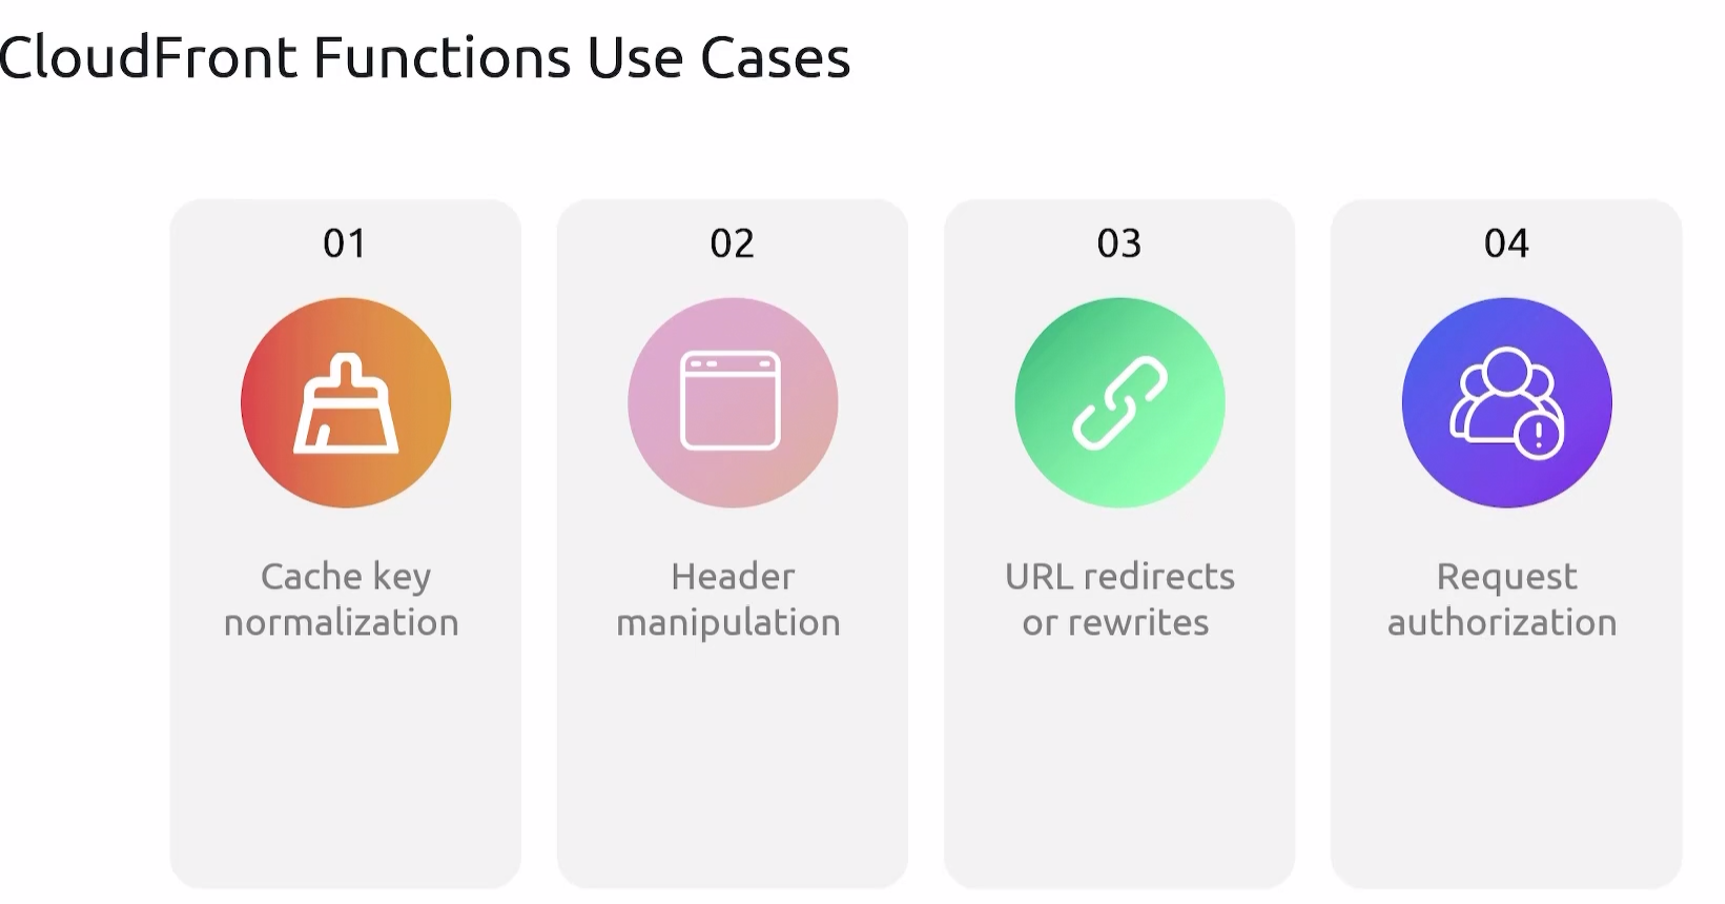 CloudFront Functions Use Cases
01
Cache key
normalization
02
Header
manipulation
03
URL redirects
or rewrites
04
Request
authorization